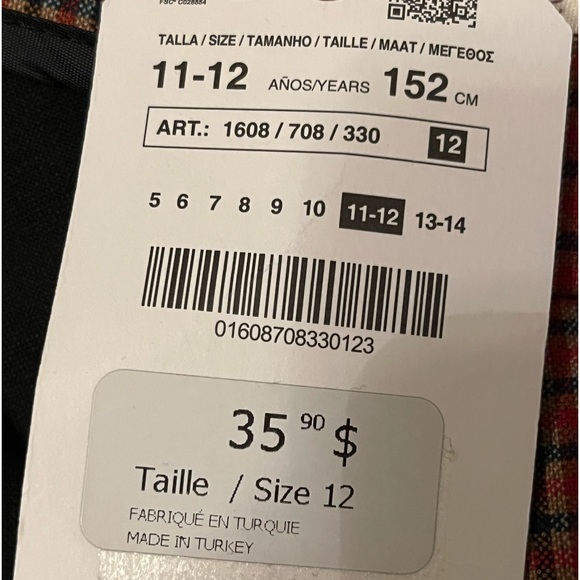 FSC® C028884
TALLA / SIZE / TAMANHO / TAILLE / MAAT / ΜΕΓΕΘΟΣ
11-12 AÑOS/YEARS 152 CM
ART.: 1608 / 708 / 330 12
5 6 7 8 9 10 11-12 13-14
01608708330123
35 90 $
Taille / Size 12
FABRIQUÉ EN TURQUIE
MADE IN TURKEY